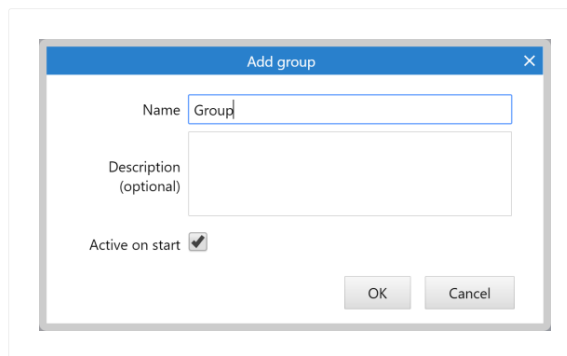 Add group
Name Group
Description
(optional)
Active on start
OK Cancel